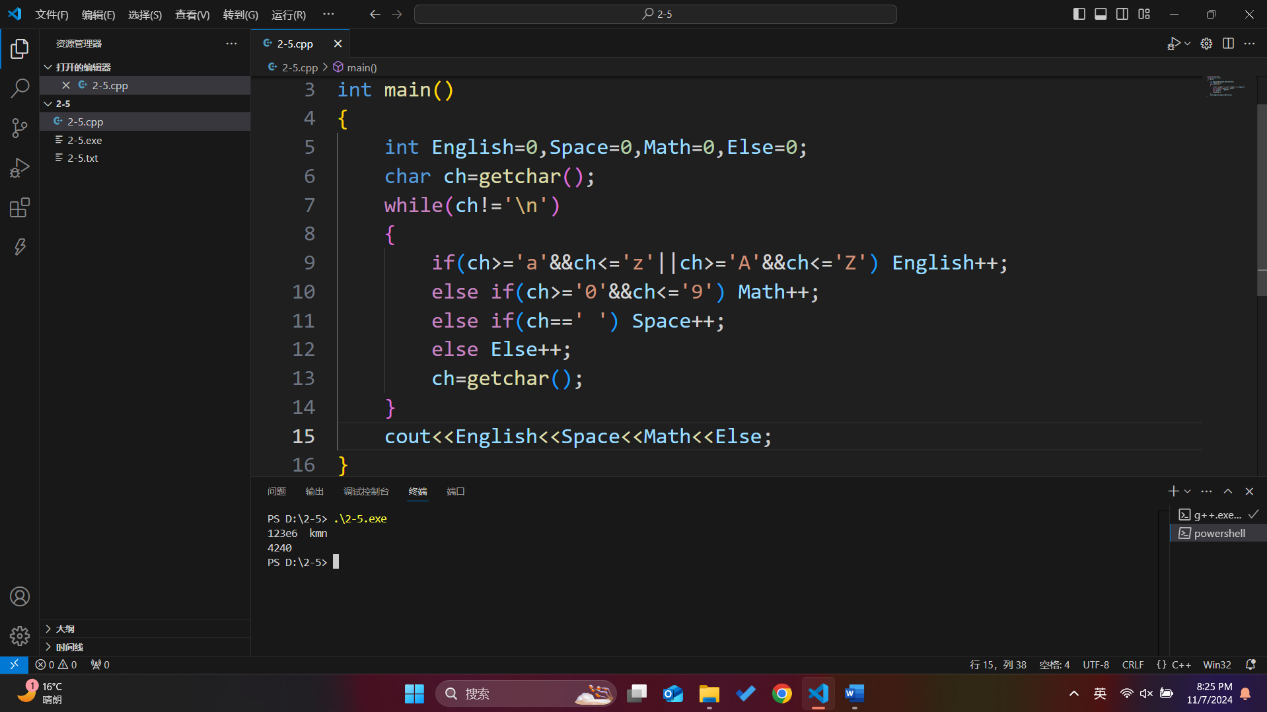 文件(F) 编辑(E) 选择(S) 查看(V) 转到(G) 运行(R) ··· 2-5
资源管理器 ···
打开的编辑器
2-5.cpp
2-5
2-5.cpp
2-5.exe
2-5.txt
大纲
时间线
2-5.cpp
2-5.cpp > main()
3 int main()
4 {
5 int English=0,Space=0,Math=0,Else=0;
6 char ch=getchar();
7 while(ch!='\n')
8 {
9 if(ch>='a'&&ch<='z'||ch>='A'&&ch<='Z') English++;
10 else if(ch>='0'&&ch<='9') Math++;
11 else if(ch==' ') Space++;
12 else Else++;
13 ch=getchar();
14 }
15 cout<<English<<Space<<Math<<Else;
16 }
问题 输出 调试控制台 终端 端口
PS D:\2-5> .\2-5.exe
123e6  kmn
4240
PS D:\2-5>
g++.exe...
powershell
0 0 0 行 15，列 38 空格: 4 UTF-8 CRLF {} C++ Win32
1
16°C
晴朗
搜索
英
8:25 PM
11/7/2024